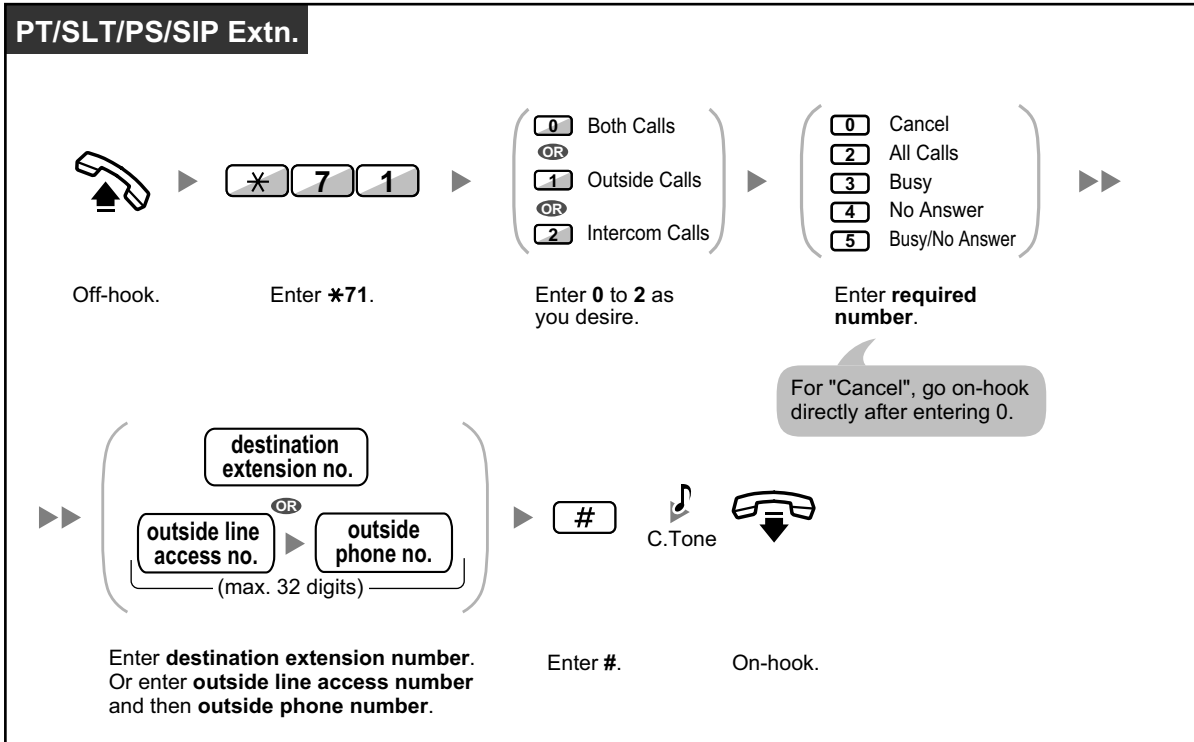 PT/SLT/PS/SIP Extn.
✳ 7 1
0 Both Calls
OR
1 Outside Calls
OR
2 Intercom Calls
0 Cancel
2 All Calls
3 Busy
4 No Answer
5 Busy/No Answer
Off-hook.
Enter ✳71.
Enter 0 to 2 as
you desire.
Enter required
number.
For "Cancel", go on-hook
directly after entering 0.
destination
extension no.
OR
outside line
access no.
outside
phone no.
(max. 32 digits)
#
C.Tone
Enter destination extension number.
Or enter outside line access number
and then outside phone number.
Enter #.
On-hook.